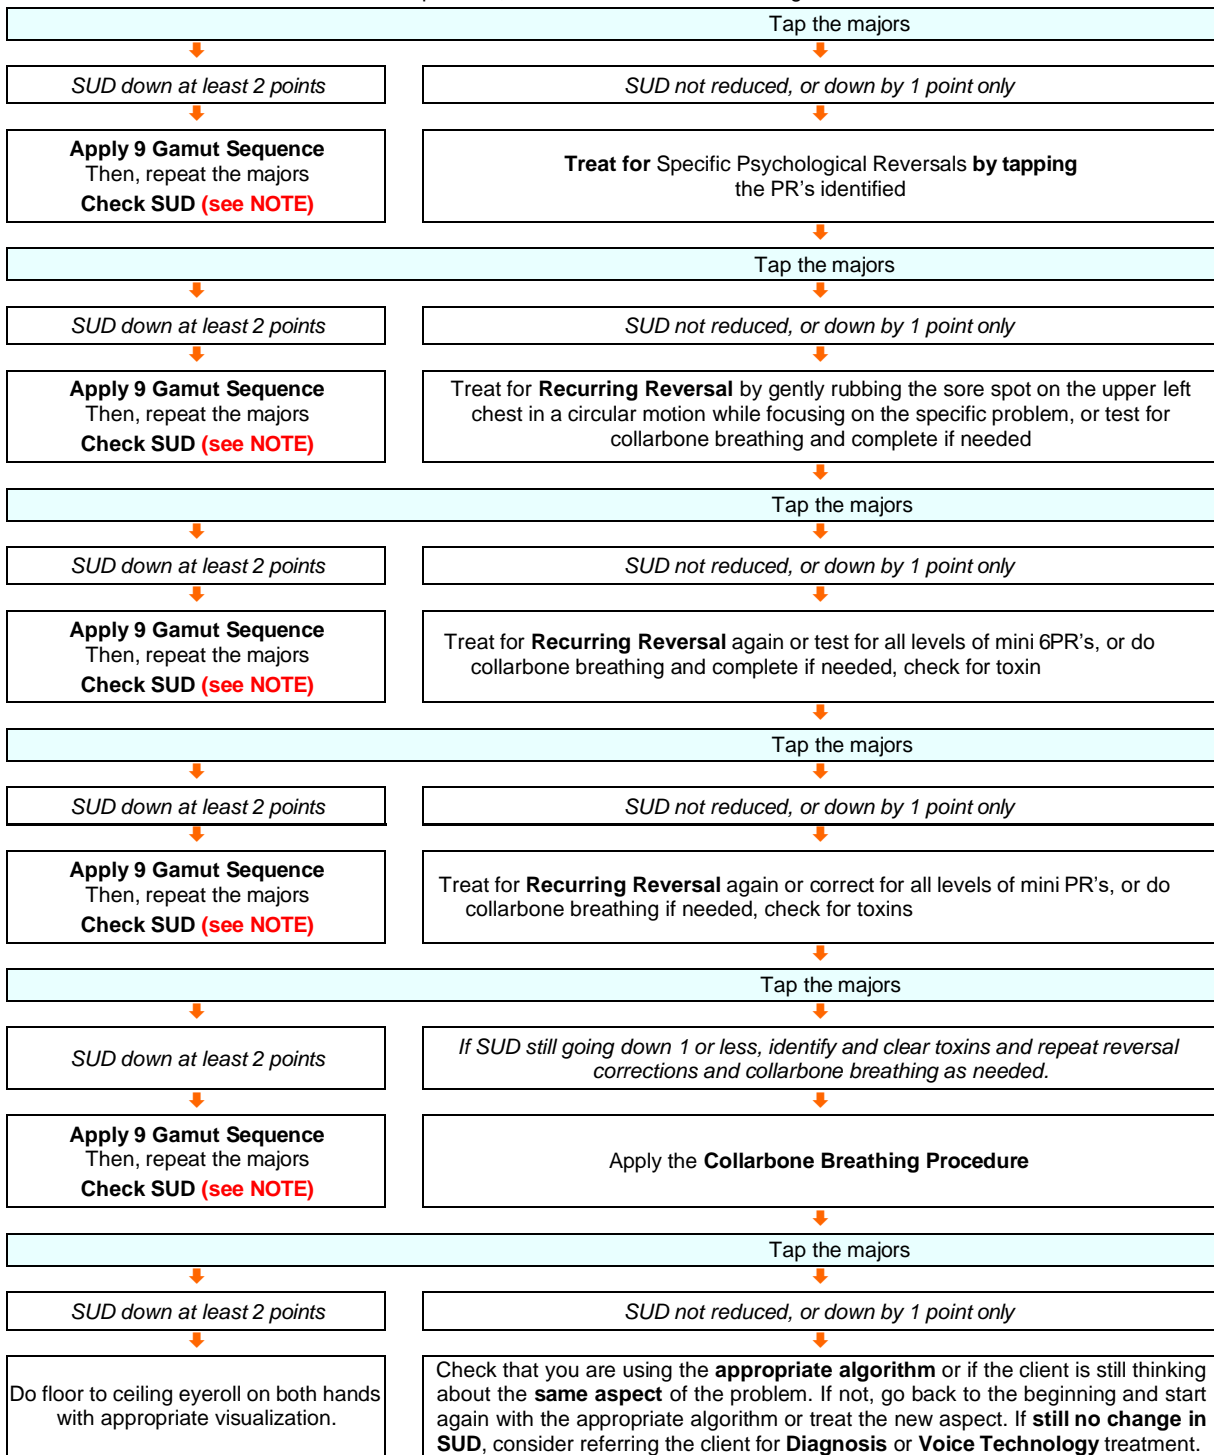 Tap the majors
SUD down at least 2 points
SUD not reduced, or down by 1 point only
Apply 9 Gamut Sequence
Then, repeat the majors
Check SUD (see NOTE)
Treat for Specific Psychological Reversals by tapping
the PR's identified
Tap the majors
SUD down at least 2 points
SUD not reduced, or down by 1 point only
Apply 9 Gamut Sequence
Then, repeat the majors
Check SUD (see NOTE)
Treat for Recurring Reversal by gently rubbing the sore spot on the upper left
chest in a circular motion while focusing on the specific problem, or test for
collarbone breathing and complete if needed
Tap the majors
SUD down at least 2 points
SUD not reduced, or down by 1 point only
Apply 9 Gamut Sequence
Then, repeat the majors
Check SUD (see NOTE)
Treat for Recurring Reversal again or test for all levels of mini 6PR's, or do
collarbone breathing and complete if needed, check for toxin
Tap the majors
SUD down at least 2 points
SUD not reduced, or down by 1 point only
Apply 9 Gamut Sequence
Then, repeat the majors
Check SUD (see NOTE)
Treat for Recurring Reversal again or correct for all levels of mini PR's, or do
collarbone breathing if needed, check for toxins
Tap the majors
SUD down at least 2 points
If SUD still going down 1 or less, identify and clear toxins and repeat reversal
corrections and collarbone breathing as needed.
Apply 9 Gamut Sequence
Then, repeat the majors
Check SUD (see NOTE)
Apply the Collarbone Breathing Procedure
Tap the majors
SUD down at least 2 points
SUD not reduced, or down by 1 point only
Do floor to ceiling eyeroll on both hands
with appropriate visualization.
Check that you are using the appropriate algorithm or if the client is still thinking
about the same aspect of the problem. If not, go back to the beginning and start
again with the appropriate algorithm or treat the new aspect. If still no change in
SUD, consider referring the client for Diagnosis or Voice Technology treatment.